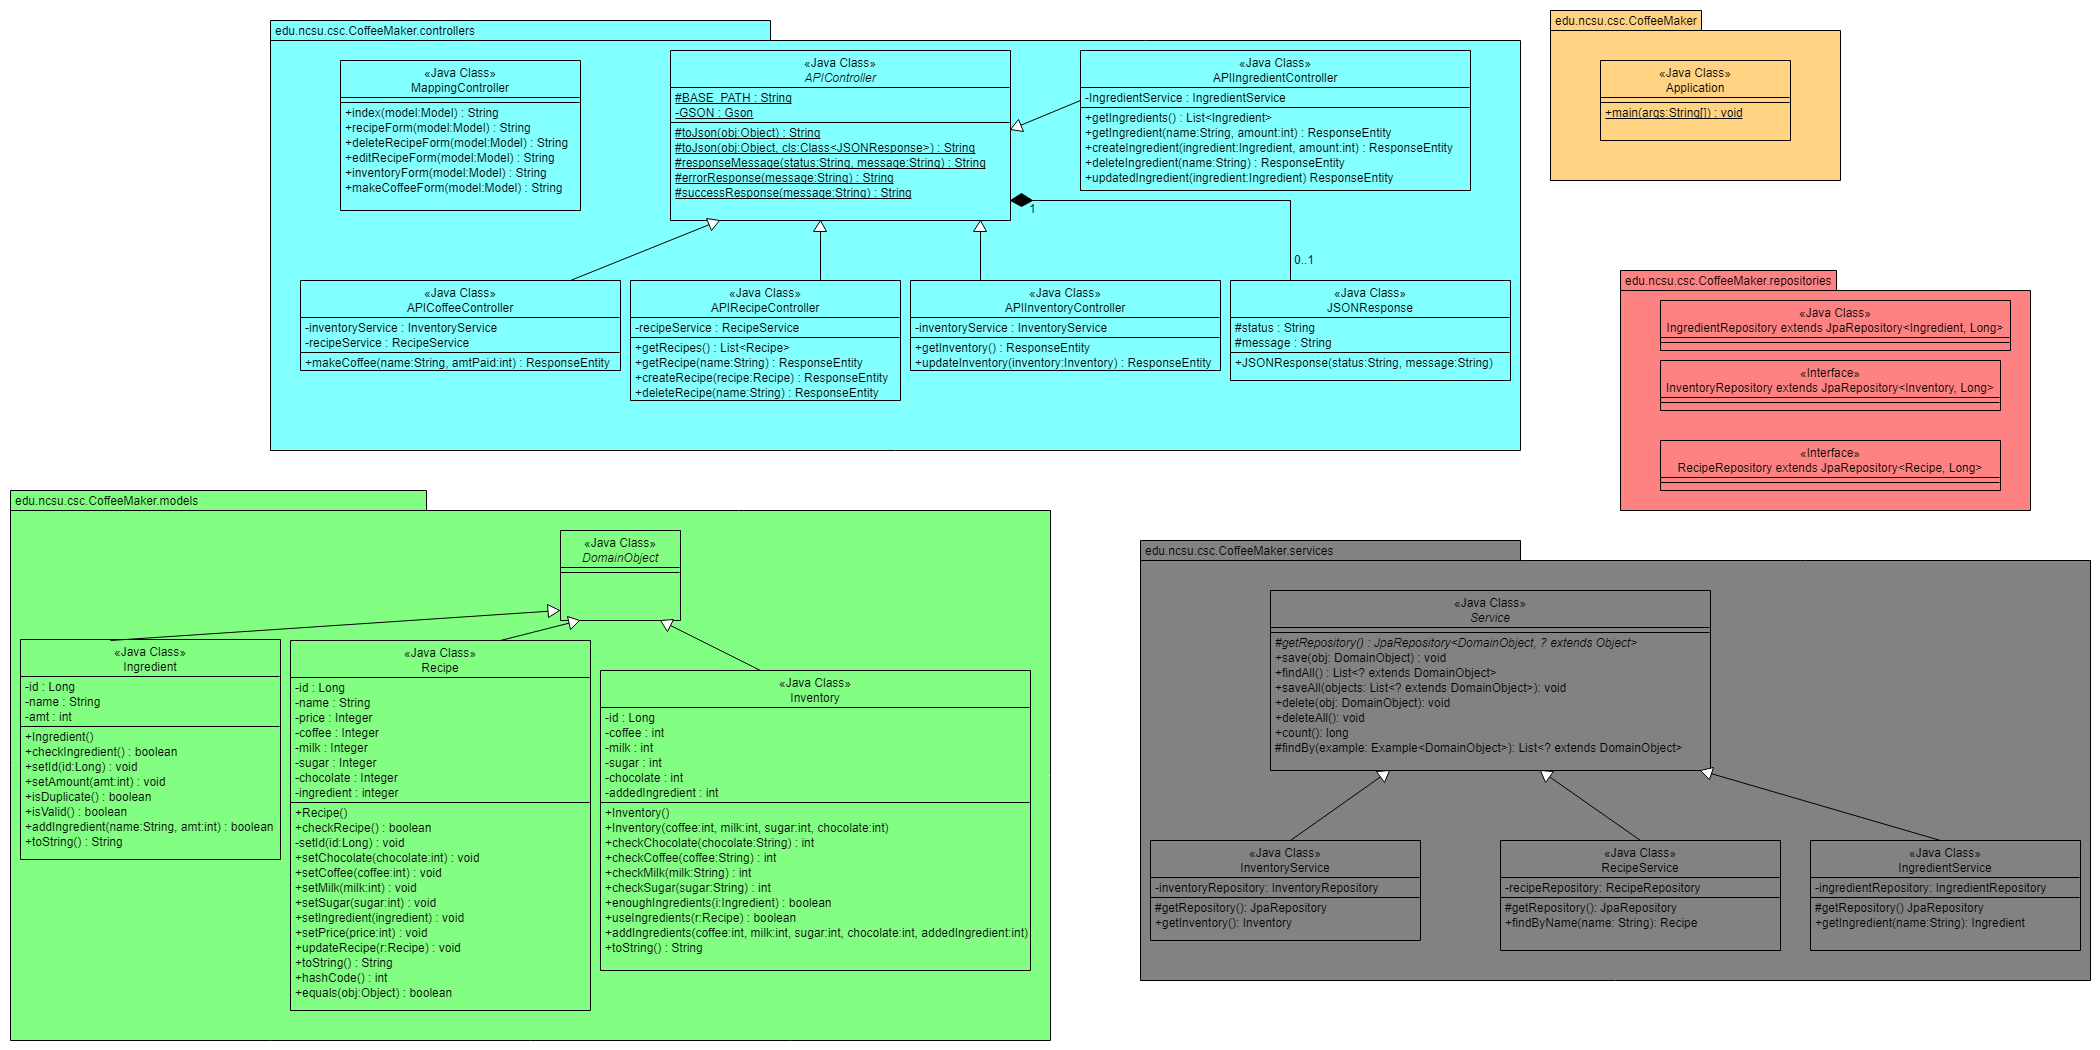 edu.ncsu.csc.CoffeeMaker.controllers
«Java Class»
MappingController
+index(model:Model) : String
+recipeForm(model:Model) : String
+deleteRecipeForm(model:Model) : String
+editRecipeForm(model:Model) : String
+inventoryForm(model:Model) : String
+makeCoffeeForm(model:Model) : String
«Java Class»
APIController
#BASE_PATH : String
-GSON : Gson
#toJson(obj:Object) : String
#toJson(obj:Object, cls:Class<JSONResponse>) : String
#responseMessage(status:String, message:String) : String
#errorResponse(message:String) : String
#successResponse(message:String) : String
«Java Class»
APIIngredientController
-IngredientService : IngredientService
+getIngredients() : List<Ingredient>
+getIngredient(name:String, amount:int) : ResponseEntity
+createIngredient(ingredient:Ingredient, amount:int) : ResponseEntity
+deleteIngredient(name:String) : ResponseEntity
+updatedIngredient(ingredient:Ingredient) ResponseEntity
1
0..1
«Java Class»
APICoffeeController
-inventoryService : InventoryService
-recipeService : RecipeService
+makeCoffee(name:String, amtPaid:int) : ResponseEntity
«Java Class»
APIRecipeController
-recipeService : RecipeService
+getRecipes() : List<Recipe>
+getRecipe(name:String) : ResponseEntity
+createRecipe(recipe:Recipe) : ResponseEntity
+deleteRecipe(name:String) : ResponseEntity
«Java Class»
APIInventoryController
-inventoryService : InventoryService
+getInventory() : ResponseEntity
+updateInventory(inventory:Inventory) : ResponseEntity
«Java Class»
JSONResponse
#status : String
#message : String
+JSONResponse(status:String, message:String)
edu.ncsu.csc.CoffeeMaker
«Java Class»
Application
+main(args:String[]) : void
edu.ncsu.csc.CoffeeMaker.repositories
«Java Class»
IngredientRepository extends JpaRepository<Ingredient, Long>
«Interface»
InventoryRepository extends JpaRepository<Inventory, Long>
«Interface»
RecipeRepository extends JpaRepository<Recipe, Long>
edu.ncsu.csc.CoffeeMaker.models
«Java Class»
DomainObject
«Java Class»
Ingredient
-id : Long
-name : String
-amt : int
+Ingredient()
+checkIngredient() : boolean
+setId(id:Long) : void
+setAmount(amt:int) : void
+isDuplicate() : boolean
+isValid() : boolean
+addIngredient(name:String, amt:int) : boolean
+toString() : String
«Java Class»
Recipe
-id : Long
-name : String
-price : Integer
-coffee : Integer
-milk : Integer
-sugar : Integer
-chocolate : Integer
-ingredient : integer
+Recipe()
+checkRecipe() : boolean
-setId(id:Long) : void
+setChocolate(chocolate:int) : void
+setCoffee(coffee:int) : void
+setMilk(milk:int) : void
+setSugar(sugar:int) : void
+setIngredient(ingredient) : void
+setPrice(price:int) : void
+updateRecipe(r:Recipe) : void
+toString() : String
+hashCode() : int
+equals(obj:Object) : boolean
«Java Class»
Inventory
-id : Long
-coffee : int
-milk : int
-sugar : int
-chocolate : int
-addedIngredient : int
+Inventory()
+Inventory(coffee:int, milk:int, sugar:int, chocolate:int)
+checkChocolate(chocolate:String) : int
+checkCoffee(coffee:String) : int
+checkMilk(milk:String) : int
+checkSugar(sugar:String) : int
+enoughIngredients(i:Ingredient) : boolean
+useIngredients(r:Recipe) : boolean
+addIngredients(coffee:int, milk:int, sugar:int, chocolate:int, addedIngredient:int)
+toString() : String
edu.ncsu.csc.CoffeeMaker.services
«Java Class»
Service
#getRepository() : JpaRepository<DomainObject, ? extends Object>
+save(obj: DomainObject) : void
+findAll() : List<? extends DomainObject>
+saveAll(objects: List<? extends DomainObject>): void
+delete(obj: DomainObject): void
+deleteAll(): void
+count(): long
#findBy(example: Example<DomainObject>): List<? extends DomainObject>
«Java Class»
InventoryService
-inventoryRepository: InventoryRepository
#getRepository(): JpaRepository
+getInventory(): Inventory
«Java Class»
RecipeService
-recipeRepository: RecipeRepository
#getRepository(): JpaRepository
+findByName(name: String): Recipe
«Java Class»
IngredientService
-ingredientRepository: IngredientRepository
#getRepository() JpaRepository
+getIngredient(name:String): Ingredient